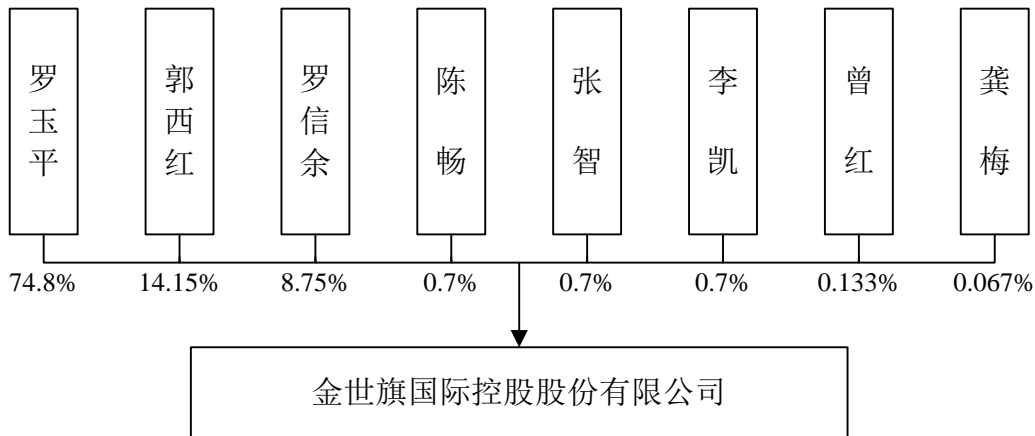 罗玉平
郭西红
罗信余
陈畅
张智
李凯
曾红
龚梅
74.8%
14.15%
8.75%
0.7%
0.7%
0.7%
0.133%
0.067%
金世旗国际控股股份有限公司